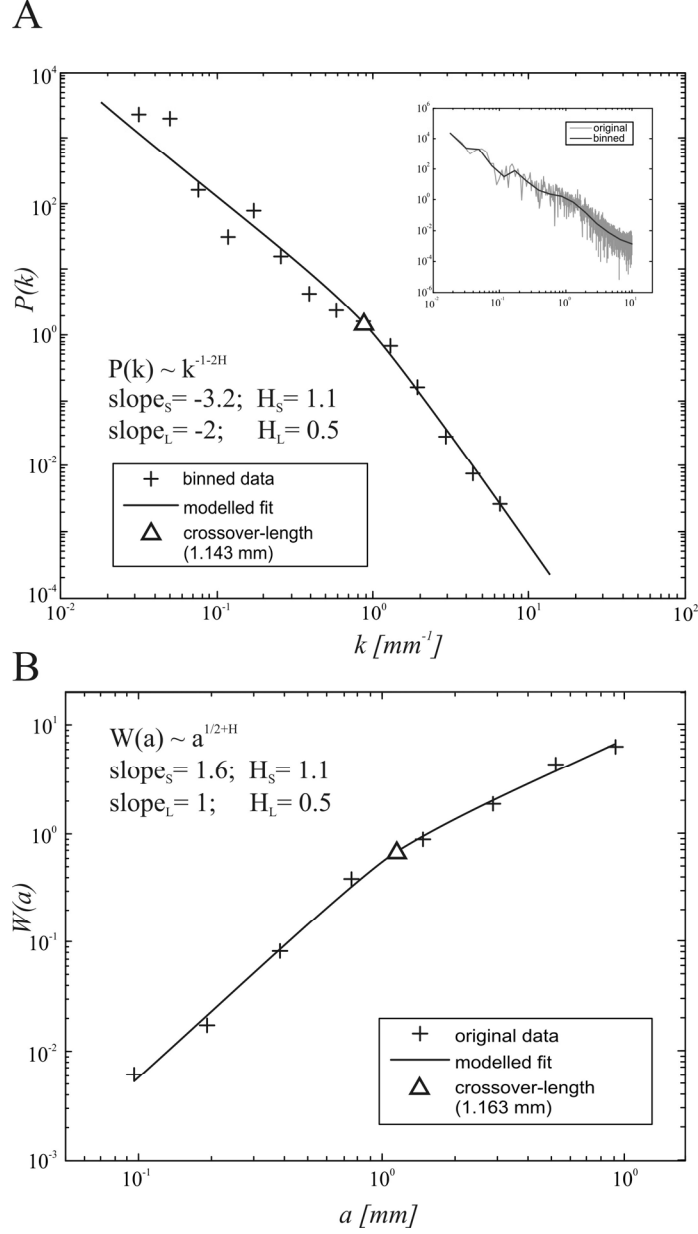 A
10^4
10^2
10^0
10^-2
10^-4
P(k)
10^6
10^4
10^2
10^0
10^-2
10^-4
10^-6
10^-2
10^-1
10^0
10^1
original
binned
P(k) ~ k^-1-2H
slope_S= -3.2; H_S= 1.1
slope_L= -2; H_L= 0.5
binned data
modelled fit
crossover-length
(1.143 mm)
10^-2
10^-1
10^0
10^1
10^2
k [mm^-1]
B
10^1
10^0
10^-1
10^-2
10^-3
W(a)
W(a) ~ a^1/2+H
slope_S= 1.6; H_S= 1.1
slope_L= 1; H_L= 0.5
original data
modelled fit
crossover-length
(1.163 mm)
10^-1
10^0
10^0
a [mm]